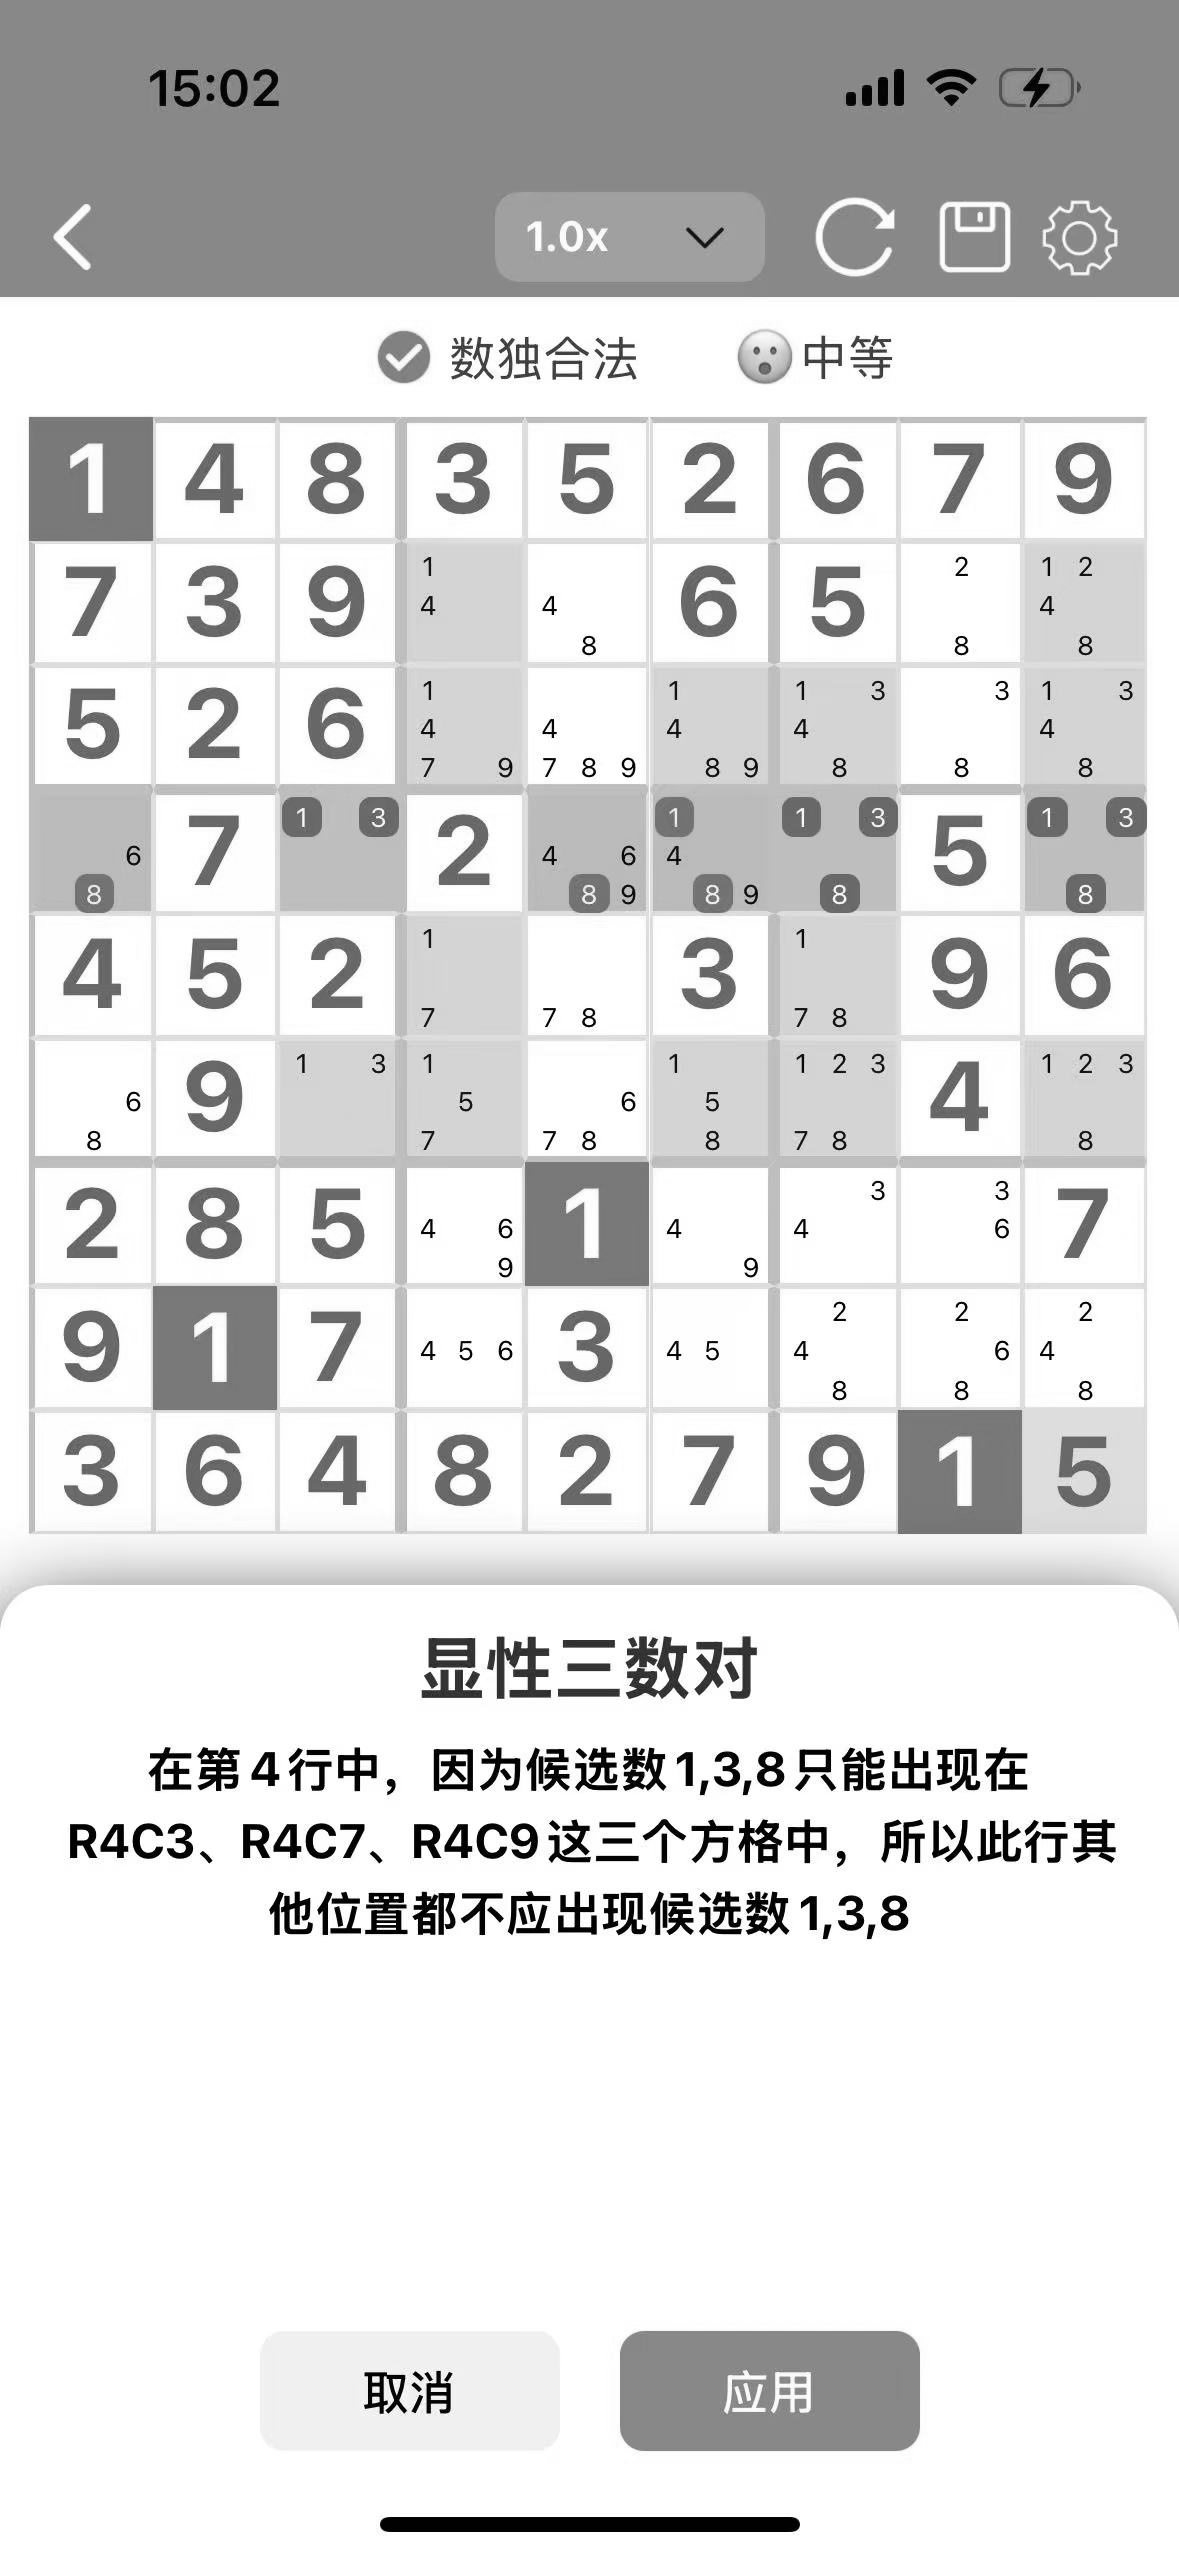 15:02
1.0x
数独合法 中等
1 4 8 3 5 2 6 7 9
1 2 1 2
7 3 9 4 4 6 5 4
8 8 8
1 1 1 3 3 1 3
5 2 6 4 4 4 4 4
7 9 7 8 9 8 9 8 8 8
1 3 1 1 3 1 3
6 7 2 4 6 4 5
8 8 9 8 9 8 8
1 1
4 5 2 3 9 6
7 7 8 7 8
1 3 1 1 1 2 3 1 2 3
6 9 5 6 5 4
8 7 7 8 8 7 8 8
3 3
2 8 5 4 6 1 4 4 6 7
9 9
2 2 2
9 1 7 4 5 6 3 4 5 4 6 4
8 8 8
3 6 4 8 2 7 9 1 5
显性三数对
在第4行中，因为候选数1,3,8只能出现在
R4C3、R4C7、R4C9这三个方格中，所以此行其
他位置都不应出现候选数1,3,8
取消 应用